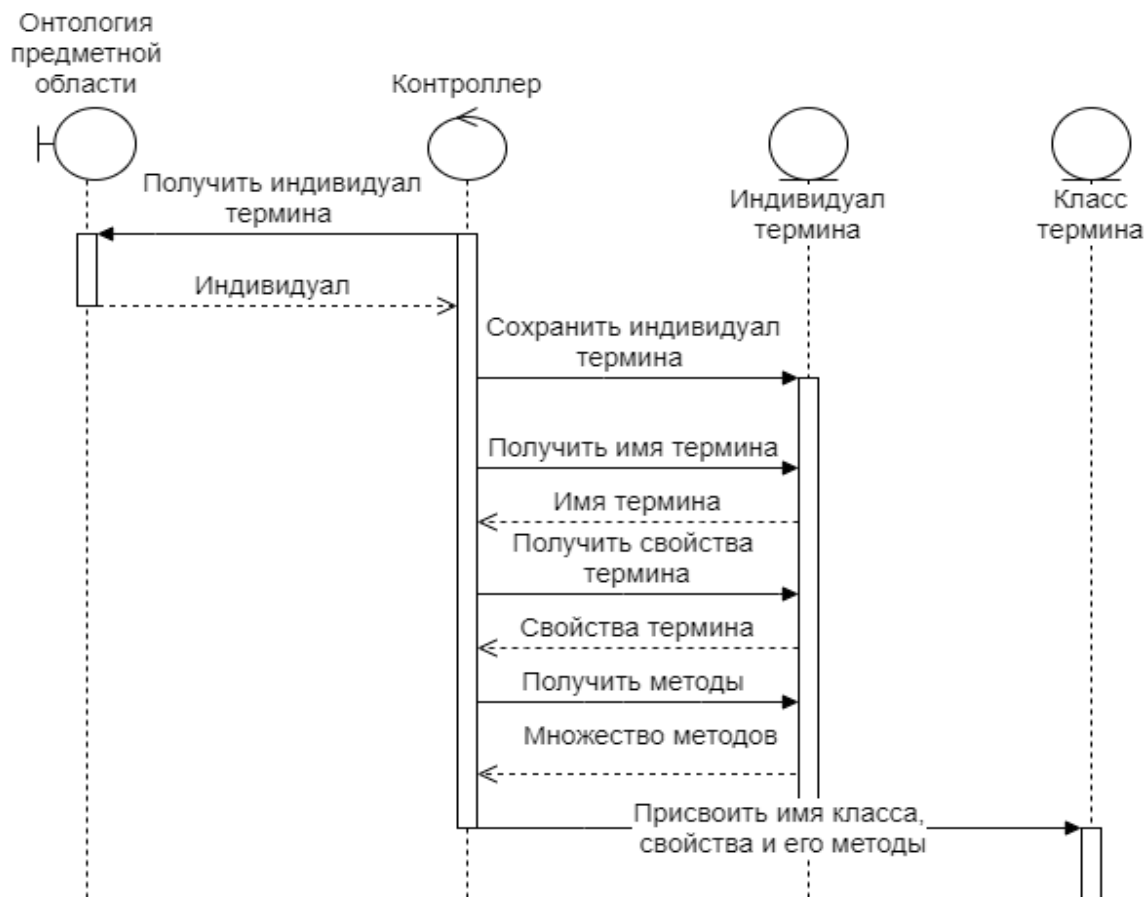 Онтология
предметной
области
Контроллер
Получить индивидуал
термина
Индивидуал
термина
Класс
термина
Индивидуал
Сохранить индивидуал
термина
Получить имя термина
Имя термина
Получить свойства
термина
Свойства термина
Получить методы
Множество методов
Присвоить имя класса,
свойства и его методы